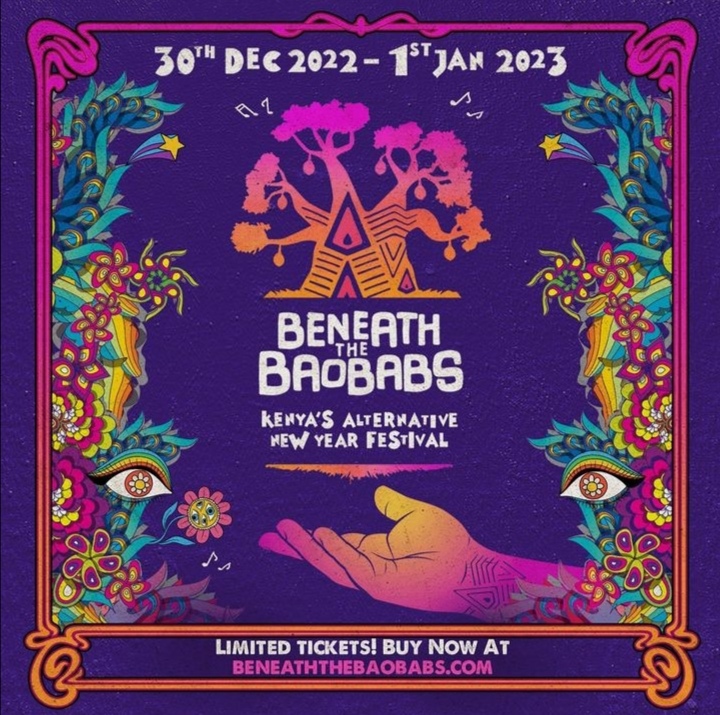 30TH DEC 2022 – 1ST JAN 2023
BENEATH
THE
BAOBABS
KENYA'S ALTERNATIVE
NEW YEAR FESTIVAL
LIMITED TICKETS! BUY NOW AT
BENEATHTHEBAOBABS.COM